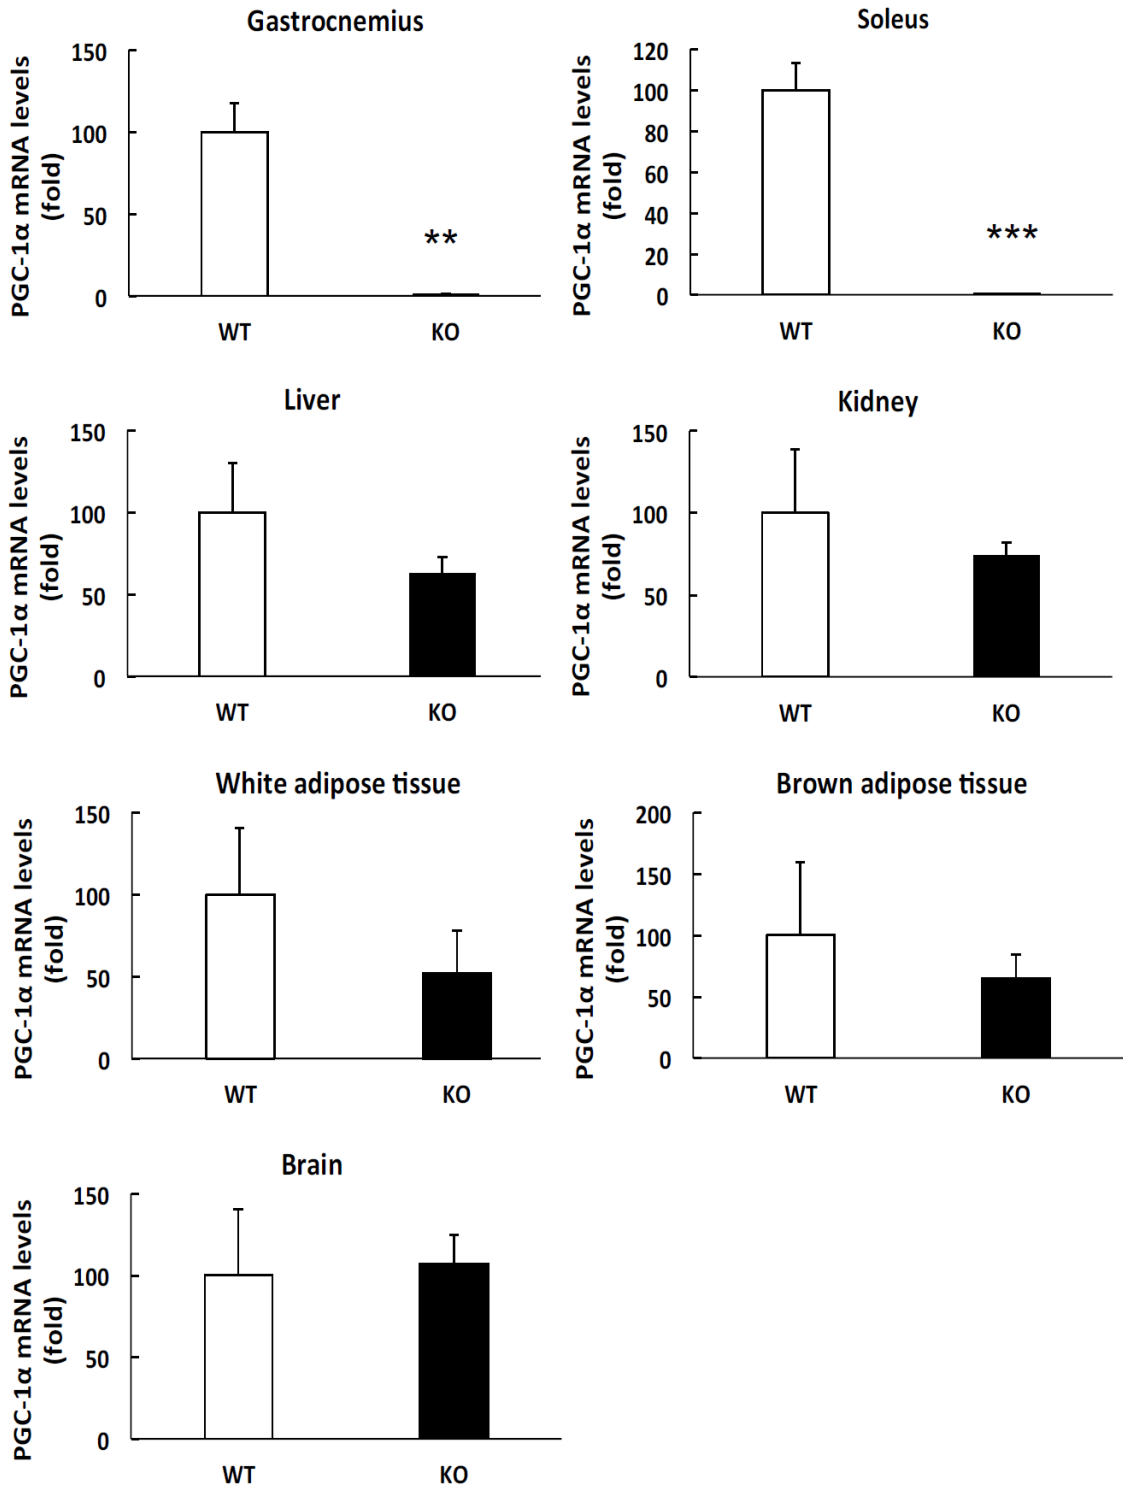 Gastrocnemius
PGC-1α mRNA levels
(fold)
150
100
50
0
**
WT
KO
Soleus
PGC-1α mRNA levels
(fold)
120
100
80
60
40
20
0
***
WT
KO
Liver
PGC-1α mRNA levels
(fold)
150
100
50
0
WT
KO
Kidney
PGC-1α mRNA levels
(fold)
150
100
50
0
WT
KO
White adipose tissue
PGC-1α mRNA levels
(fold)
150
100
50
0
WT
KO
Brown adipose tissue
PGC-1α mRNA levels
(fold)
200
150
100
50
0
WT
KO
Brain
PGC-1α mRNA levels
(fold)
150
100
50
0
WT
KO